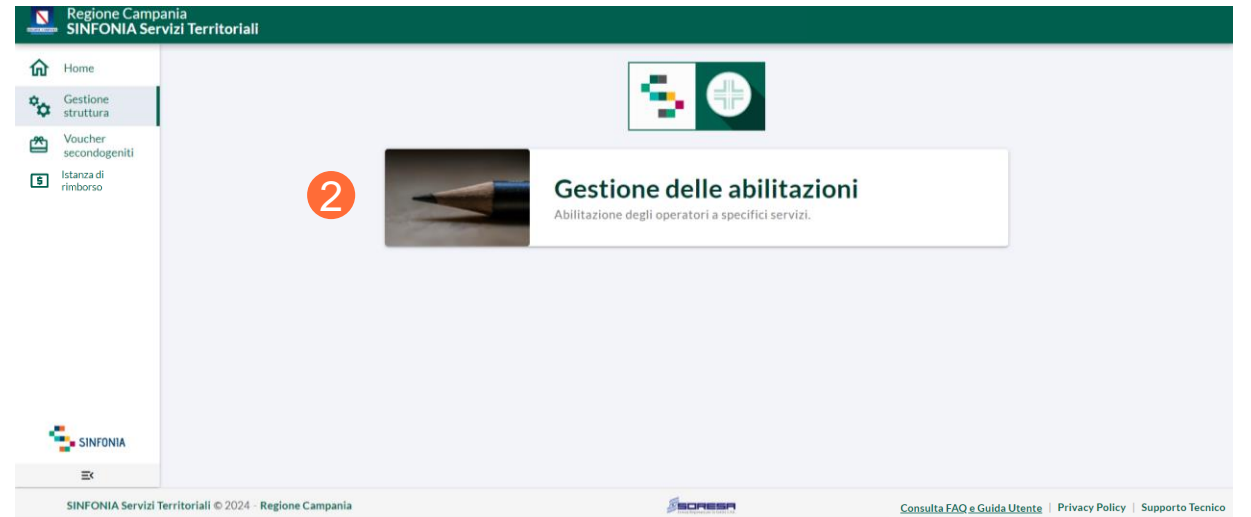 Regione Campania
SINFONIA Servizi Territoriali
Home
Gestione
struttura
Voucher
secondogeniti
Istanza di
rimborso
2
Gestione delle abilitazioni
Abilitazione degli operatori a specifici servizi.
SINFONIA
SINFONIA Servizi Territoriali © 2024 - Regione Campania
SORESA
Consulta FAQ e Guida Utente | Privacy Policy | Supporto Tecnico